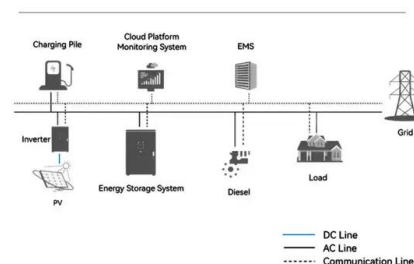 Charging Pile
Cloud Platform
Monitoring System
EMS
Grid
Inverter
PV
Energy Storage System
Diesel
Load
DC Line
AC Line
Communication Line